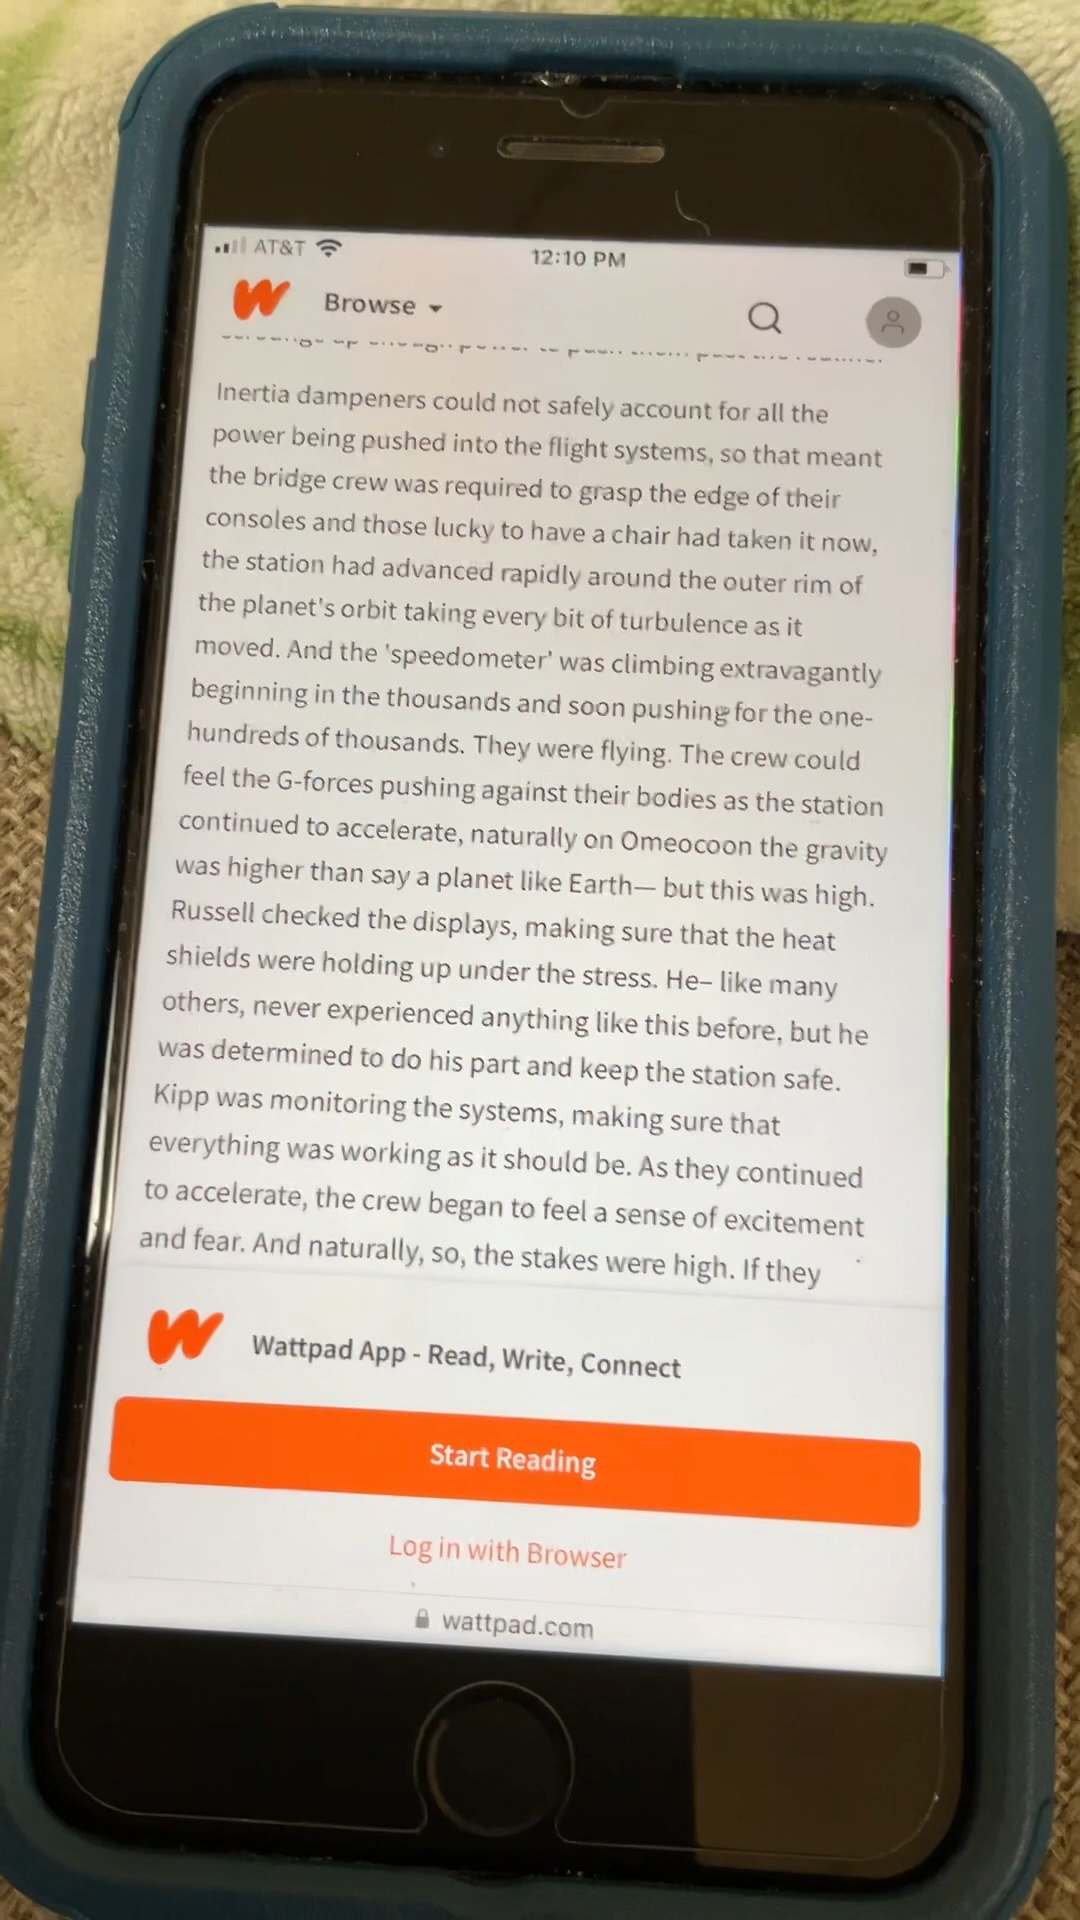 AT&T
12:10 PM
Browse
Inertia dampeners could not safely account for all the
power being pushed into the flight systems, so that meant
the bridge crew was required to grasp the edge of their
consoles and those lucky to have a chair had taken it now,
the station had advanced rapidly around the outer rim of
the planet's orbit taking every bit of turbulence as it
moved. And the 'speedometer' was climbing extravagantly
beginning in the thousands and soon pushing for the one-
hundreds of thousands. They were flying. The crew could
feel the G-forces pushing against their bodies as the station
continued to accelerate, naturally on Omeocoon the gravity
was higher than say a planet like Earth— but this was high.
Russell checked the displays, making sure that the heat
shields were holding up under the stress. He– like many
others, never experienced anything like this before, but he
was determined to do his part and keep the station safe.
Kipp was monitoring the systems, making sure that
everything was working as it should be. As they continued
to accelerate, the crew began to feel a sense of excitement
and fear. And naturally, so, the stakes were high. If they
Wattpad App - Read, Write, Connect
Start Reading
Log in with Browser
wattpad.com